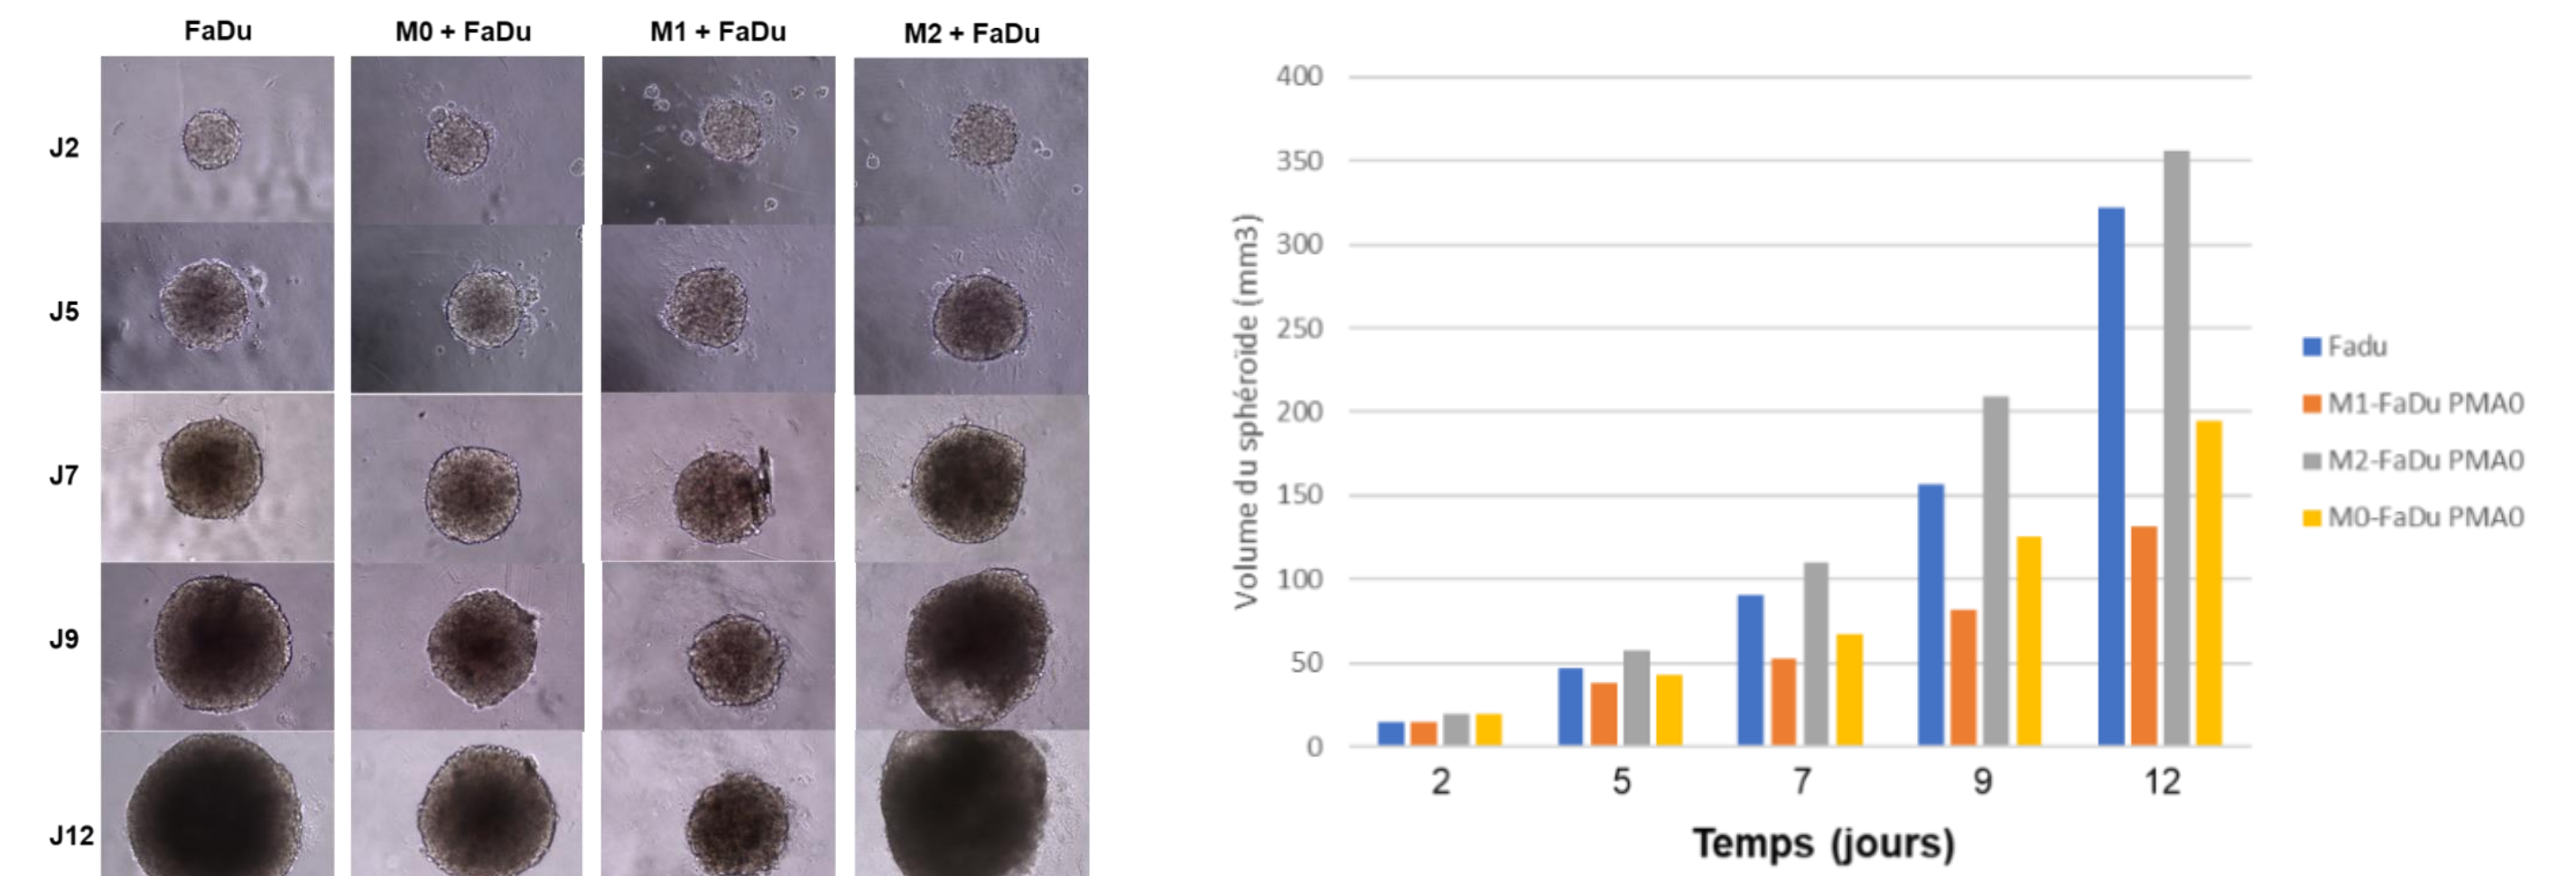 FaDu
M0 + FaDu
M1 + FaDu
M2 + FaDu
J2
J5
J7
J9
J12
Volume du sphéroïde (mm3)
400
350
300
250
200
150
100
50
0
2
5
7
9
12
Temps (jours)
Fadu
M1-FaDu PMA0
M2-FaDu PMA0
M0-FaDu PMA0